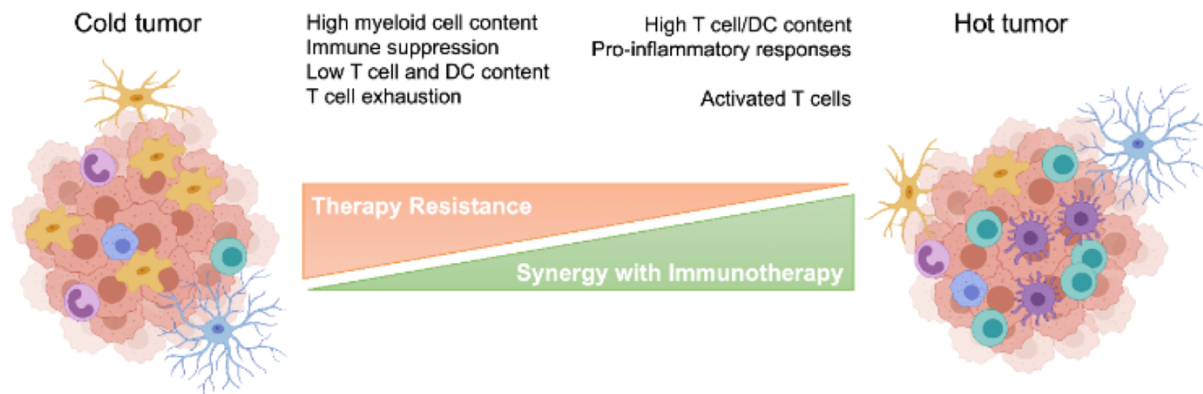 Cold tumor
High myeloid cell content
Immune suppression
Low T cell and DC content
T cell exhaustion
High T cell/DC content
Pro-inflammatory responses
Activated T cells
Hot tumor
Therapy Resistance
Synergy with Immunotherapy